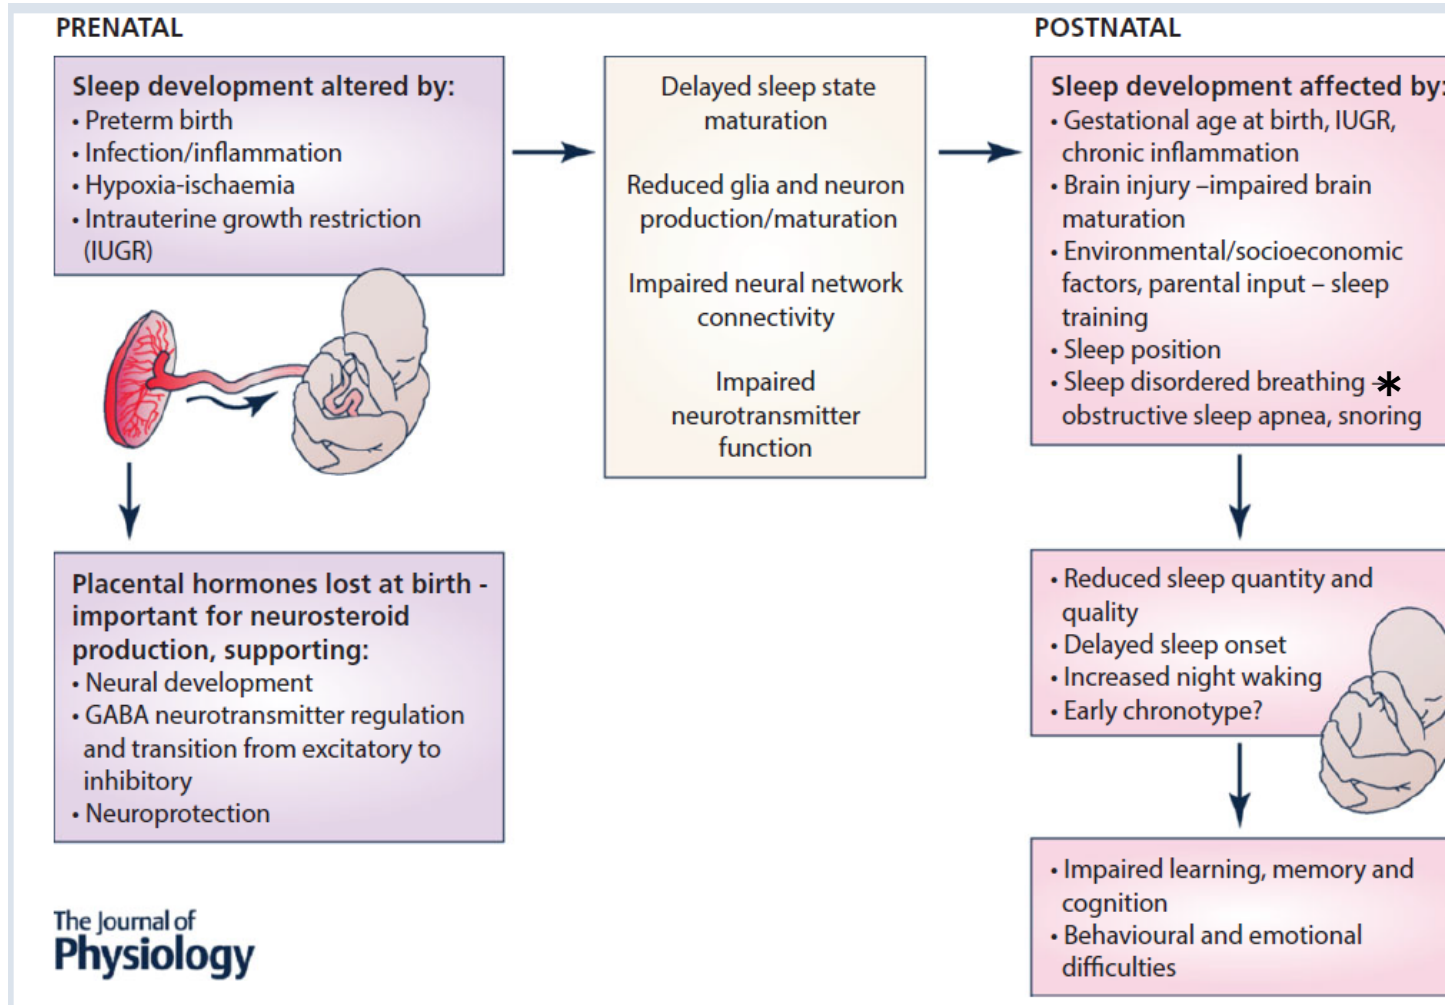 PRENATAL
Sleep development altered by:
• Preterm birth
• Infection/inflammation
• Hypoxia-ischaemia
• Intrauterine growth restriction
(IUGR)
Placental hormones lost at birth -
important for neurosteroid
production, supporting:
• Neural development
• GABA neurotransmitter regulation
and transition from excitatory to
inhibitory
• Neuroprotection
Delayed sleep state
maturation
Reduced glia and neuron
production/maturation
Impaired neural network
connectivity
Impaired
neurotransmitter
function
POSTNATAL
Sleep development affected by:
• Gestational age at birth, IUGR,
chronic inflammation
• Brain injury –impaired brain
maturation
• Environmental/socioeconomic
factors, parental input – sleep
training
• Sleep position
• Sleep disordered breathing –*
obstructive sleep apnea, snoring
• Reduced sleep quantity and
quality
• Delayed sleep onset
• Increased night waking
• Early chronotype?
• Impaired learning, memory and
cognition
• Behavioural and emotional
difficulties
The Journal of
Physiology